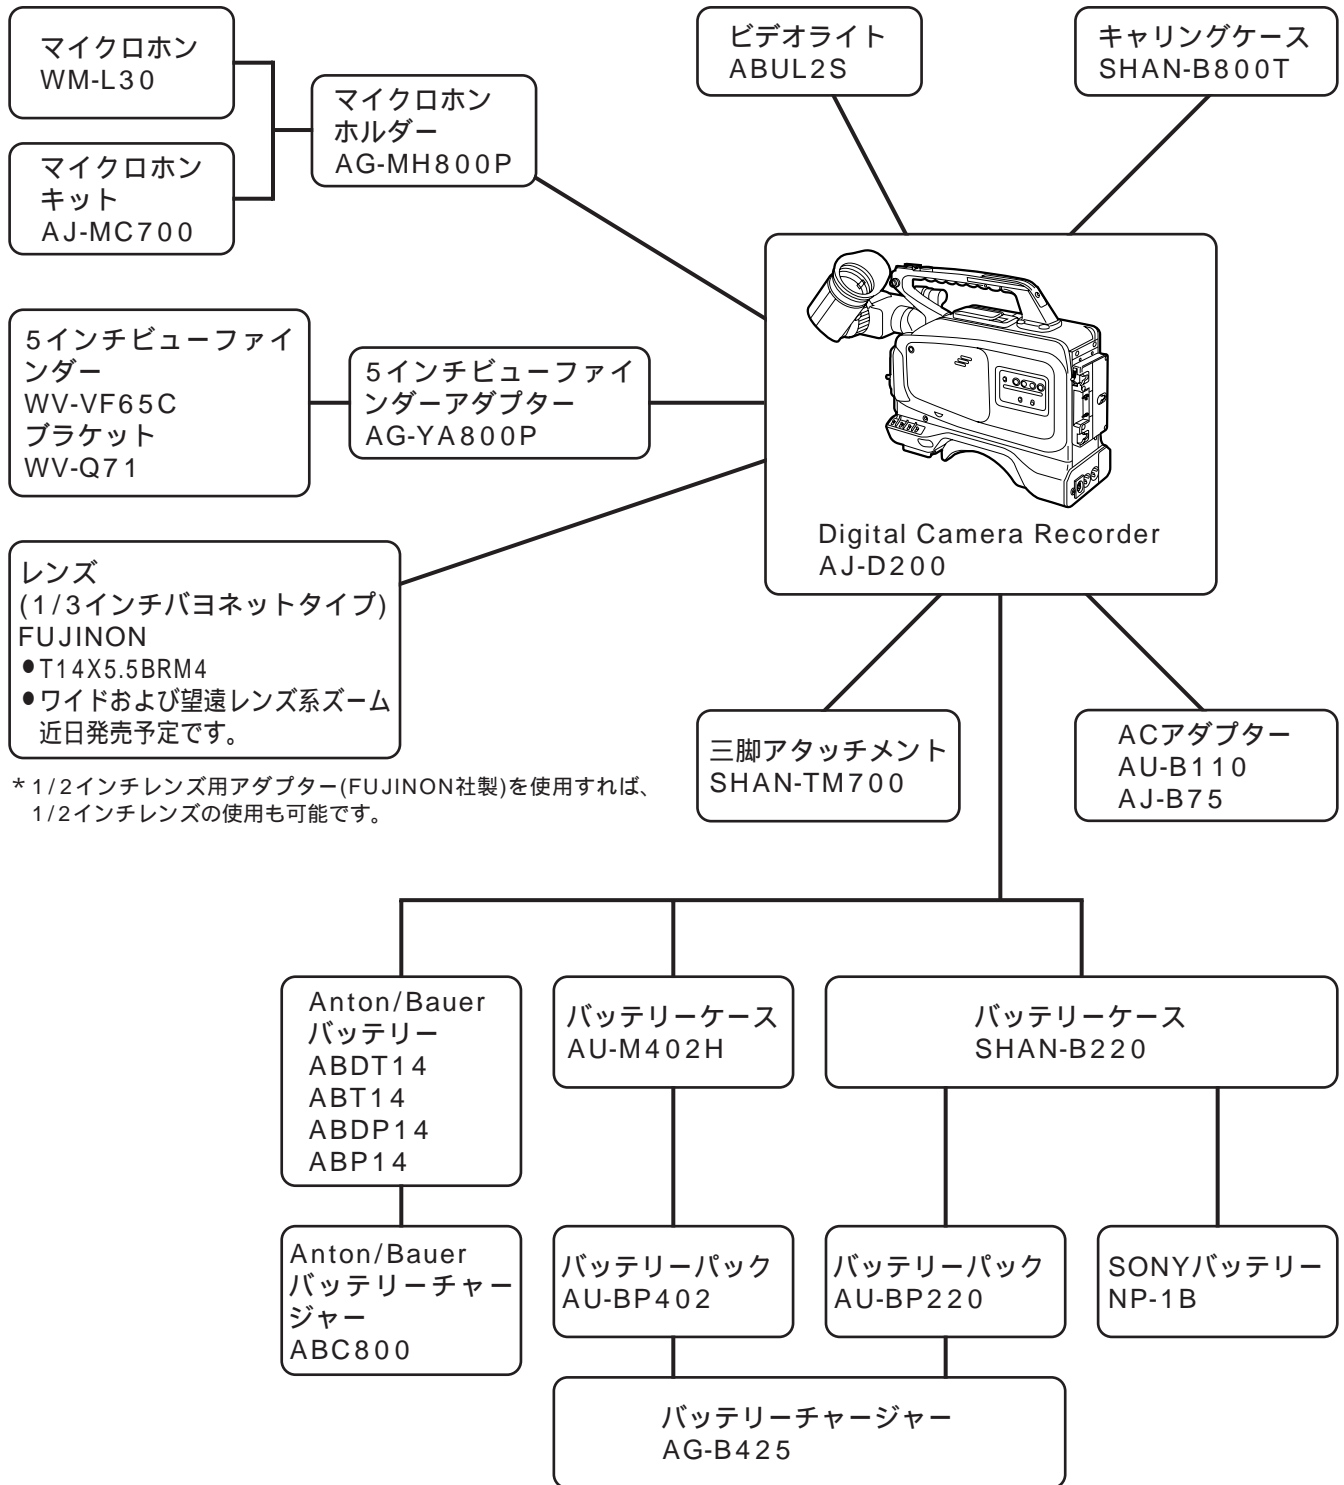 マイクロホン
WM-L30
マイクロホン
キット
AJ-MC700
マイクロホン
ホルダー
AG-MH800P
ビデオライト
ABUL2S
キャリングケース
SHAN-B800T
5インチビューファイ
ンダー
WV-VF65C
ブラケット
WV-Q71
5インチビューファイ
ンダーアダプター
AG-YA800P
Digital Camera Recorder
AJ-D200
レンズ
(1/3インチバヨネットタイプ)
FUJINON
●T14X5.5BRM4
●ワイドおよび望遠レンズ系ズーム
近日発売予定です。
*1/2インチレンズ用アダプター(FUJINON社製)を使用すれば、
1/2インチレンズの使用も可能です。
三脚アタッチメント
SHAN-TM700
ACアダプター
AU-B110
AJ-B75
Anton/Bauer
バッテリー
ABDT14
ABT14
ABDP14
ABP14
バッテリーケース
AU-M402H
バッテリーケース
SHAN-B220
Anton/Bauer
バッテリーチャー
ジャー
ABC800
バッテリーパック
AU-BP402
バッテリーパック
AU-BP220
SONYバッテリー
NP-1B
バッテリーチャージャー
AG-B425